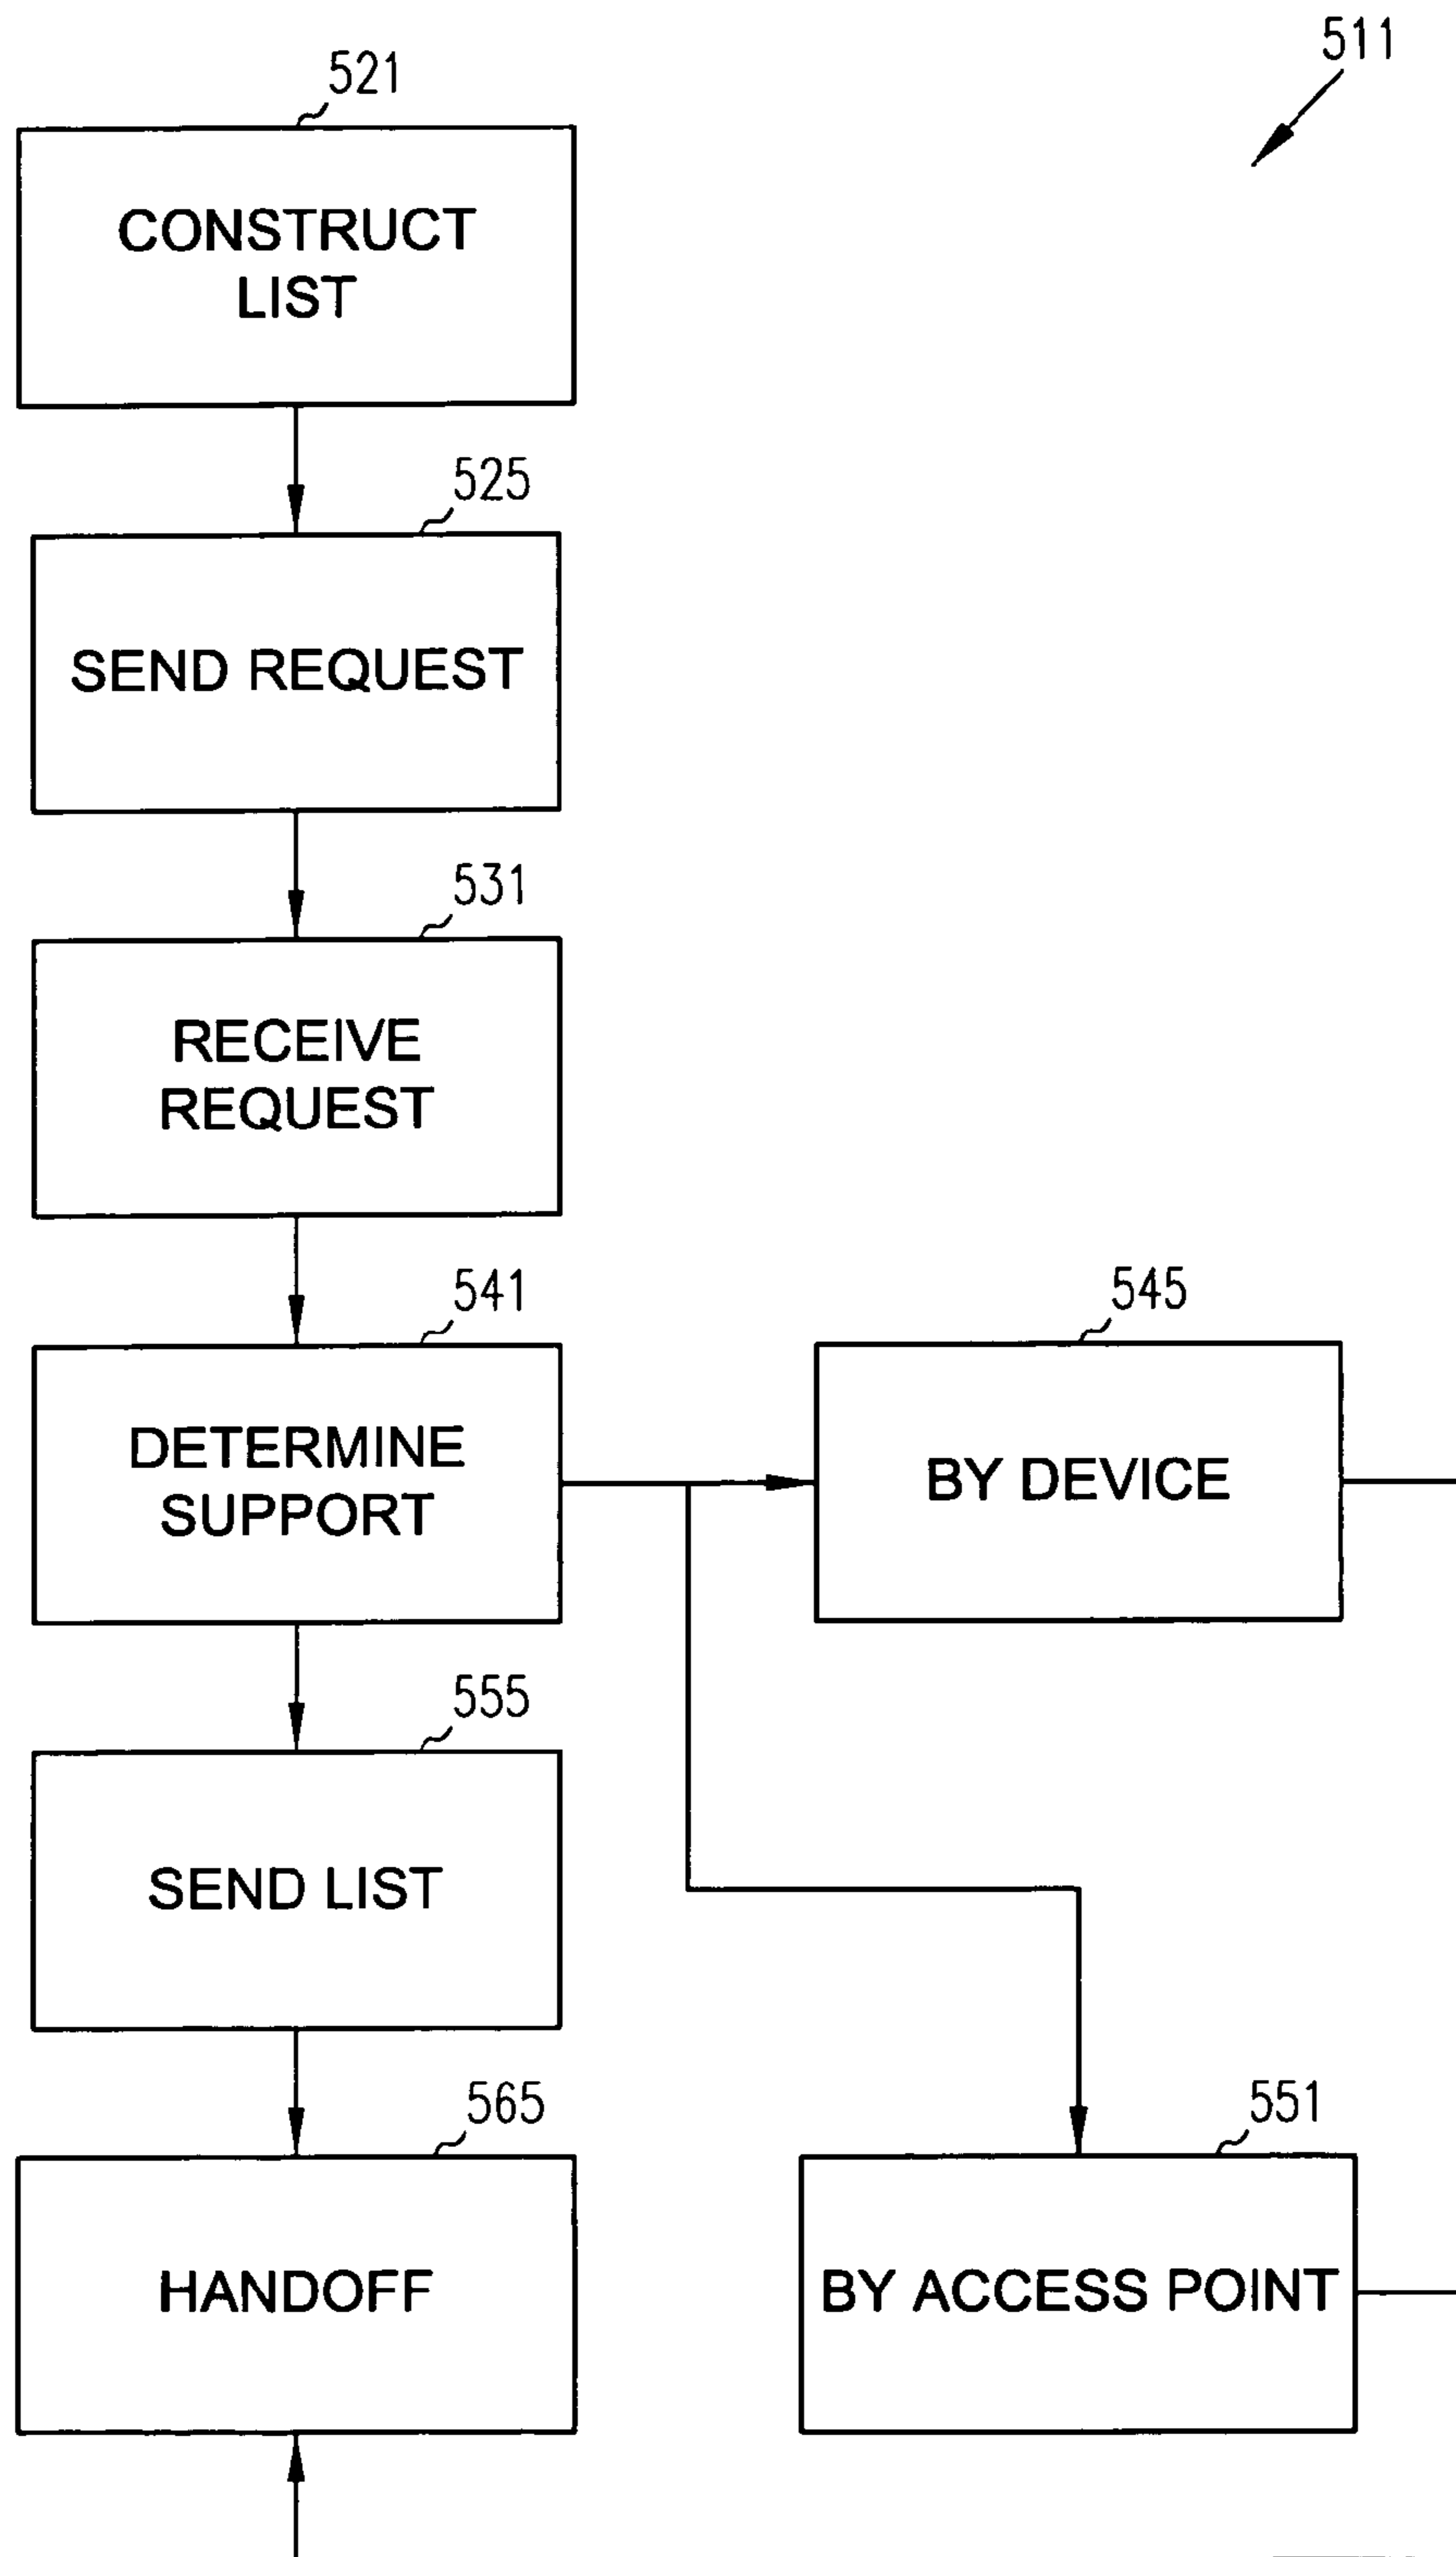 511
521
CONSTRUCT
LIST
525
SEND REQUEST
531
RECEIVE
REQUEST
541
DETERMINE
SUPPORT
545
BY DEVICE
555
SEND LIST
565
HANDOFF
551
BY ACCESS POINT